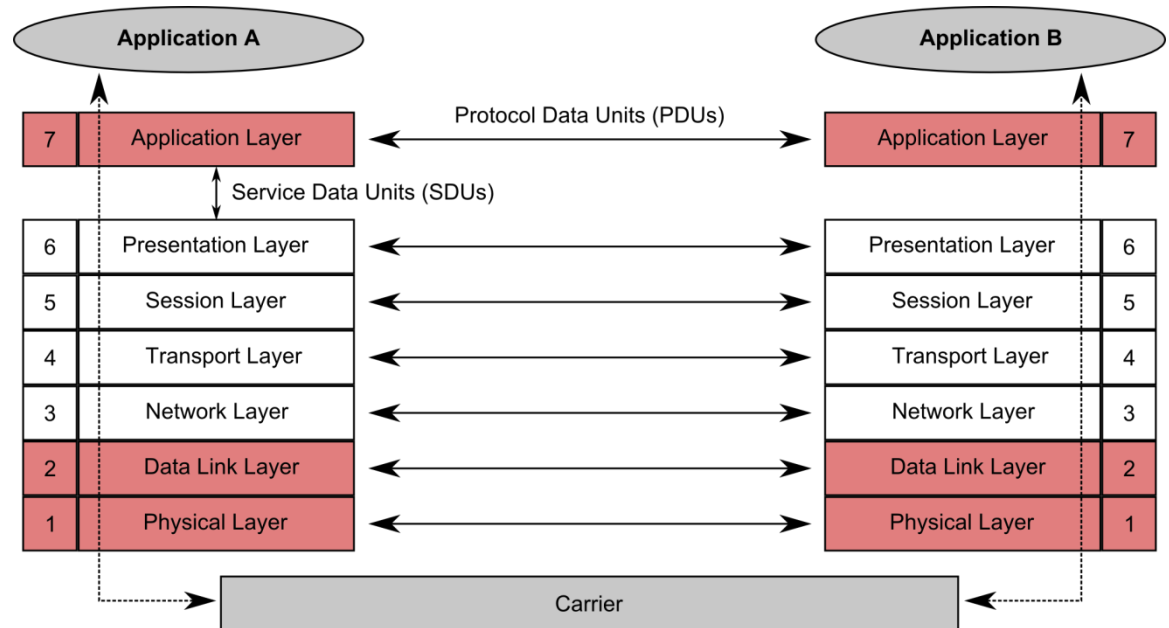 Application A
Application B
7 Application Layer
Protocol Data Units (PDUs)
Application Layer 7
Service Data Units (SDUs)
6 Presentation Layer
Presentation Layer 6
5 Session Layer
Session Layer 5
4 Transport Layer
Transport Layer 4
3 Network Layer
Network Layer 3
2 Data Link Layer
Data Link Layer 2
1 Physical Layer
Physical Layer 1
Carrier